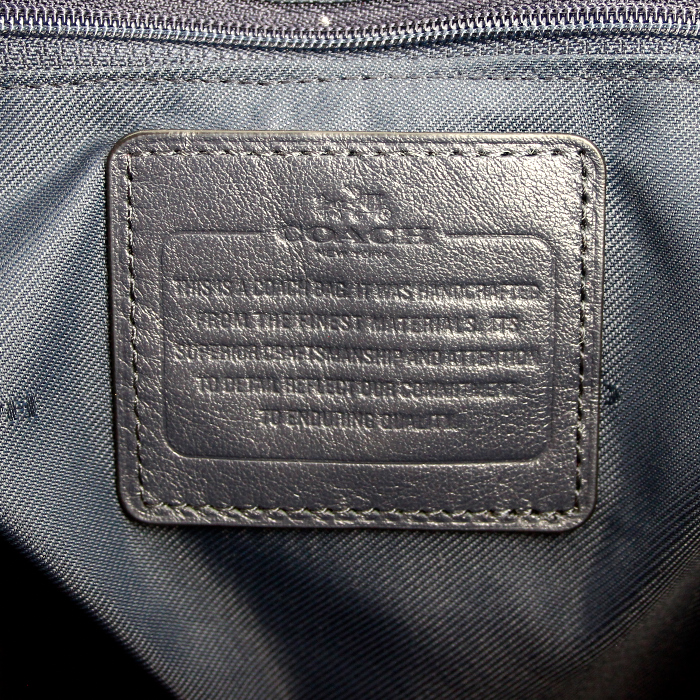 COACH
NEW YORK
THIS IS A COACH BAG. IT WAS HANDCRAFTED
FROM THE FINEST MATERIALS. ITS
SUPERIOR CRAFTSMANSHIP AND ATTENTION
TO DETAIL REFLECT OUR COMMITMENT
TO ENDURING QUALITY.